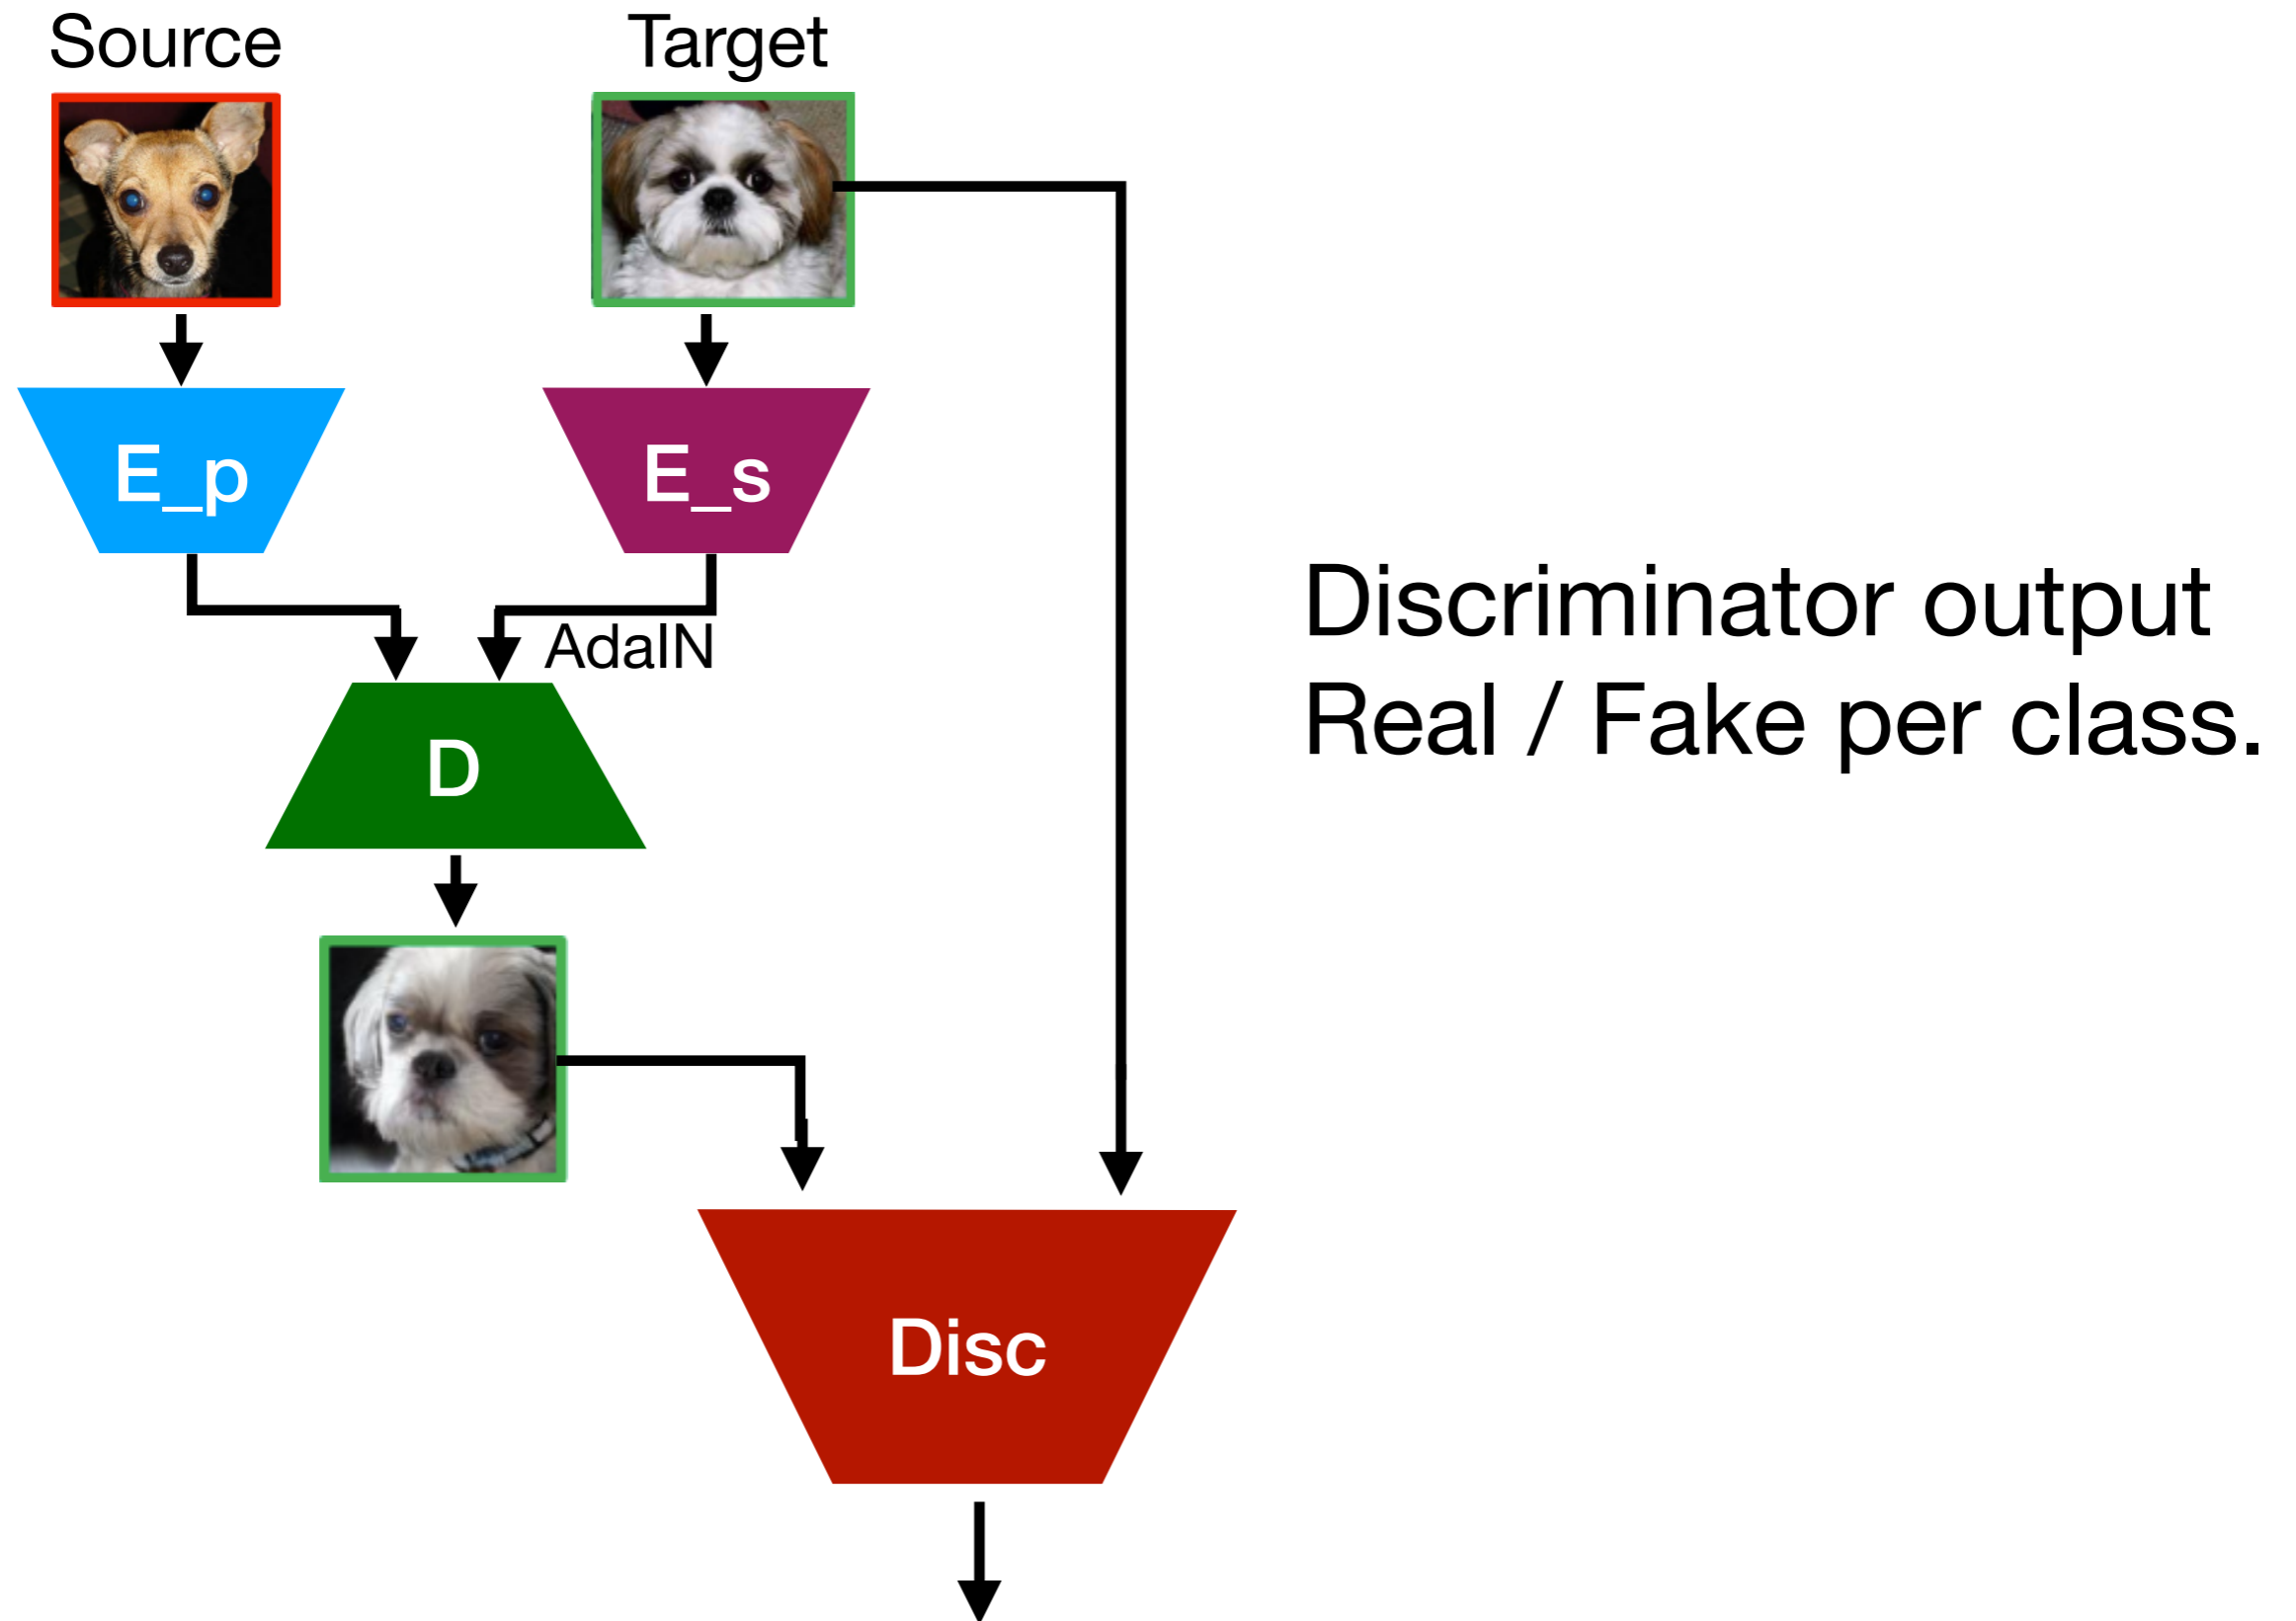 Source
Target
E_p
E_s
AdaIN
D
Discriminator output
Real / Fake per class.
Disc